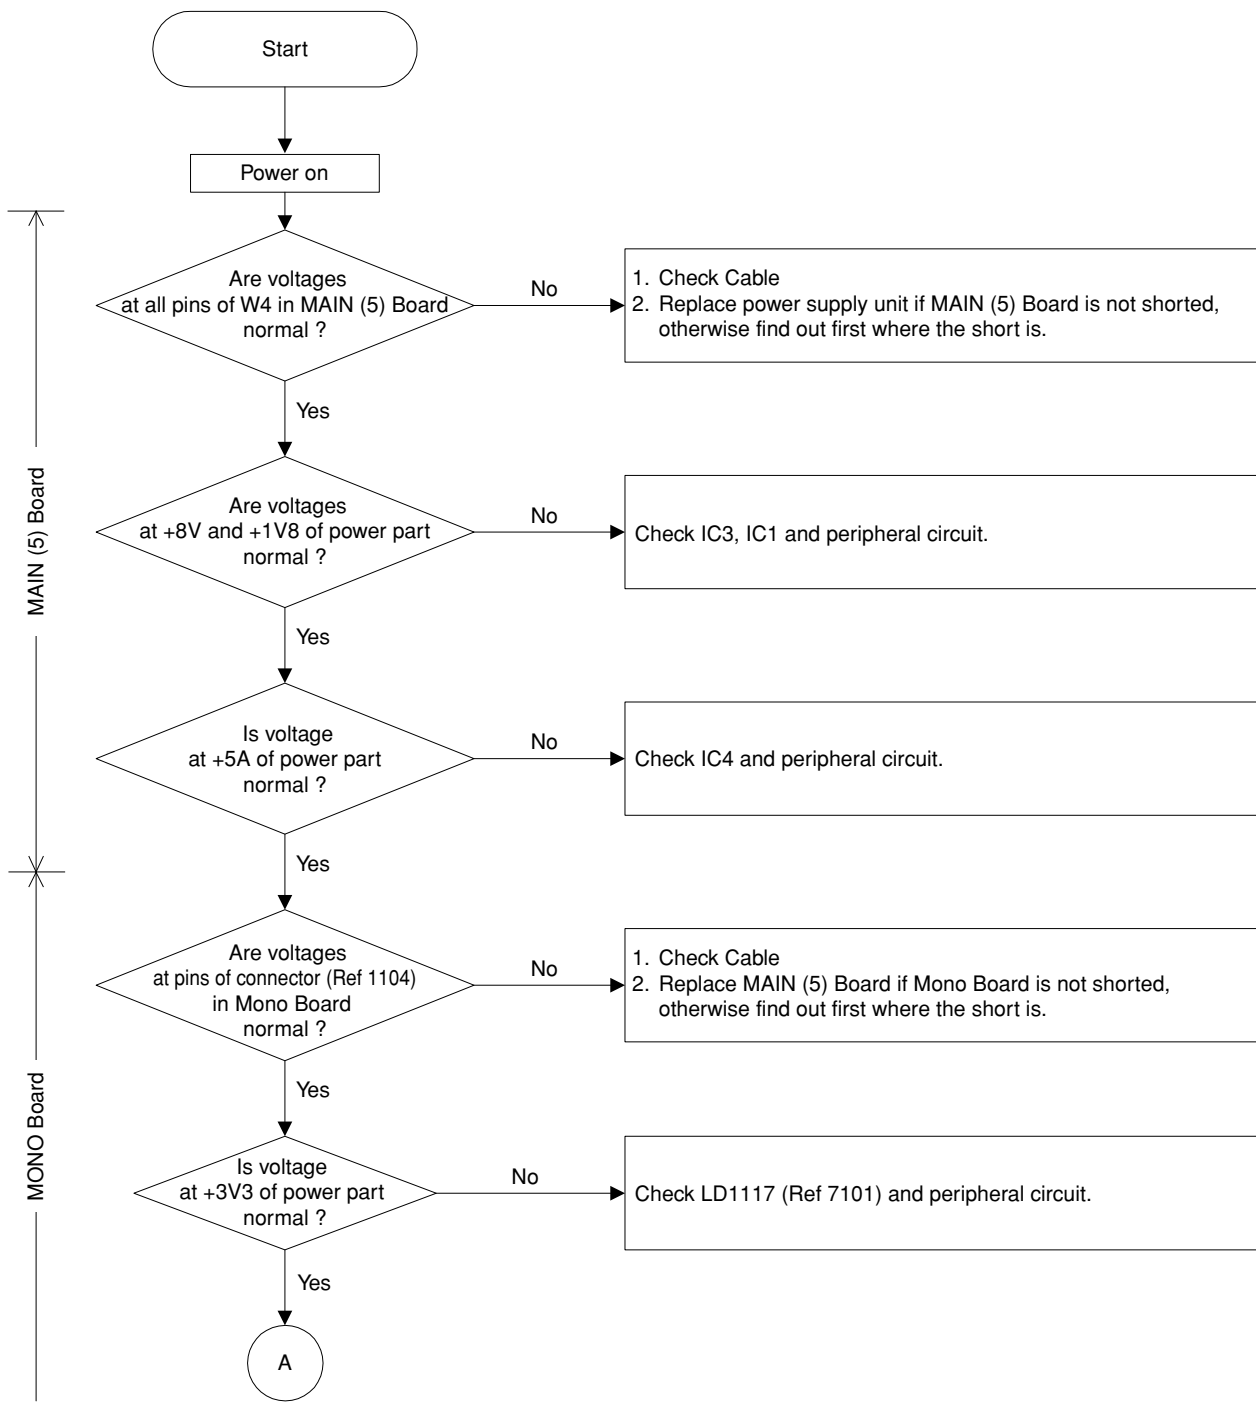 Start
Power on
Are voltages
at all pins of W4 in MAIN (5) Board
normal ?
No
1. Check Cable
2. Replace power supply unit if MAIN (5) Board is not shorted,
otherwise find out first where the short is.
Yes
MAIN (5) Board
Are voltages
at +8V and +1V8 of power part
normal ?
No
Check IC3, IC1 and peripheral circuit.
Yes
Is voltage
at +5A of power part
normal ?
No
Check IC4 and peripheral circuit.
Yes
Are voltages
at pins of connector (Ref 1104)
in Mono Board
normal ?
No
1. Check Cable
2. Replace MAIN (5) Board if Mono Board is not shorted,
otherwise find out first where the short is.
Yes
MONO Board
Is voltage
at +3V3 of power part
normal ?
No
Check LD1117 (Ref 7101) and peripheral circuit.
Yes
A